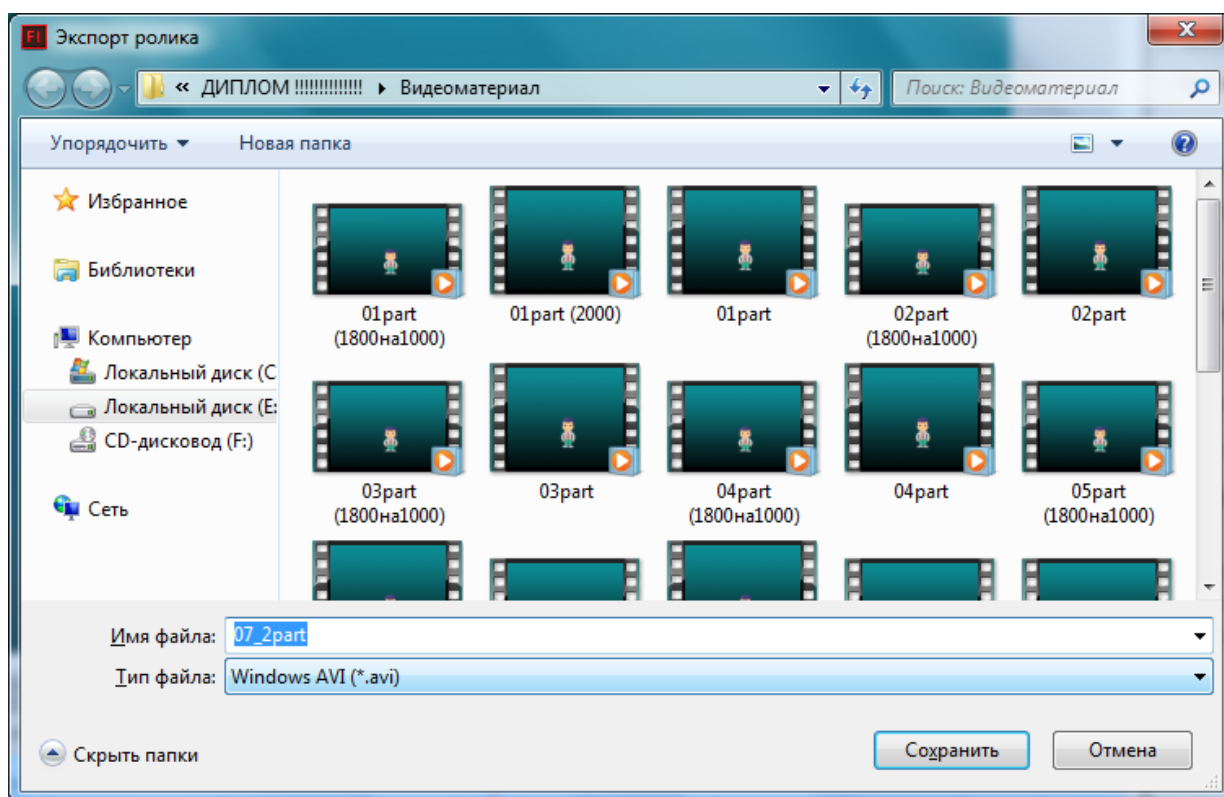 Fl Экспорт ролика
« ДИПЛОМ !!!!!!!!!!!!!! ▸ Видеоматериал
Поиск: Видеоматериал
Упорядочить Новая папка
Избранное
Библиотеки
Компьютер
Локальный диск (C
Локальный диск (E:
CD-дисковод (F:)
Сеть
01part (1800на1000)
01part (2000)
01part
02part (1800на1000)
02part
03part (1800на1000)
03part
04part (1800на1000)
04part
05part (1800на1000)
Имя файла: 07_2part
Тип файла: Windows AVI (*.avi)
Скрыть папки
Сохранить Отмена